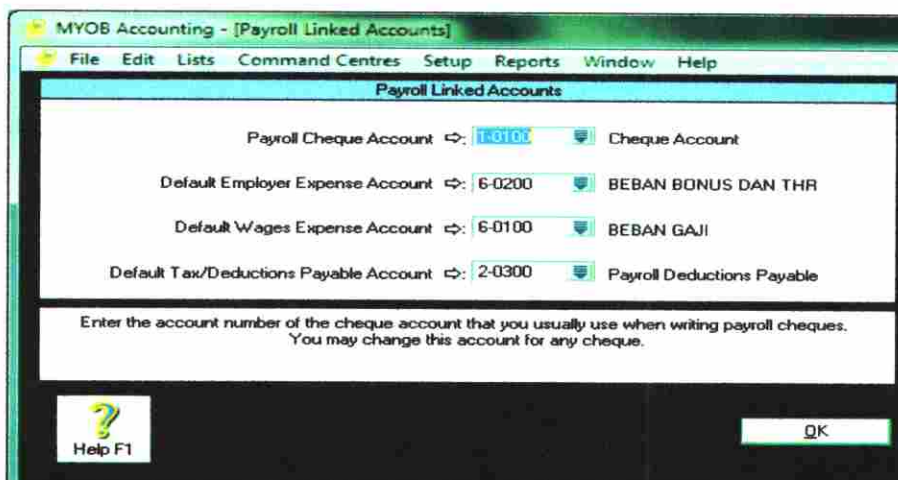 MYOB Accounting - [Payroll Linked Accounts]
File Edit Lists Command Centres Setup Reports Window Help
Payroll Linked Accounts
Payroll Cheque Account ⇨: 1-0100 Cheque Account
Default Employer Expense Account ⇨: 6-0200 BEBAN BONUS DAN THR
Default Wages Expense Account ⇨: 6-0100 BEBAN GAJI
Default Tax/Deductions Payable Account ⇨: 2-0300 Payroll Deductions Payable
Enter the account number of the cheque account that you usually use when writing payroll cheques.
You may change this account for any cheque.
Help F1
OK